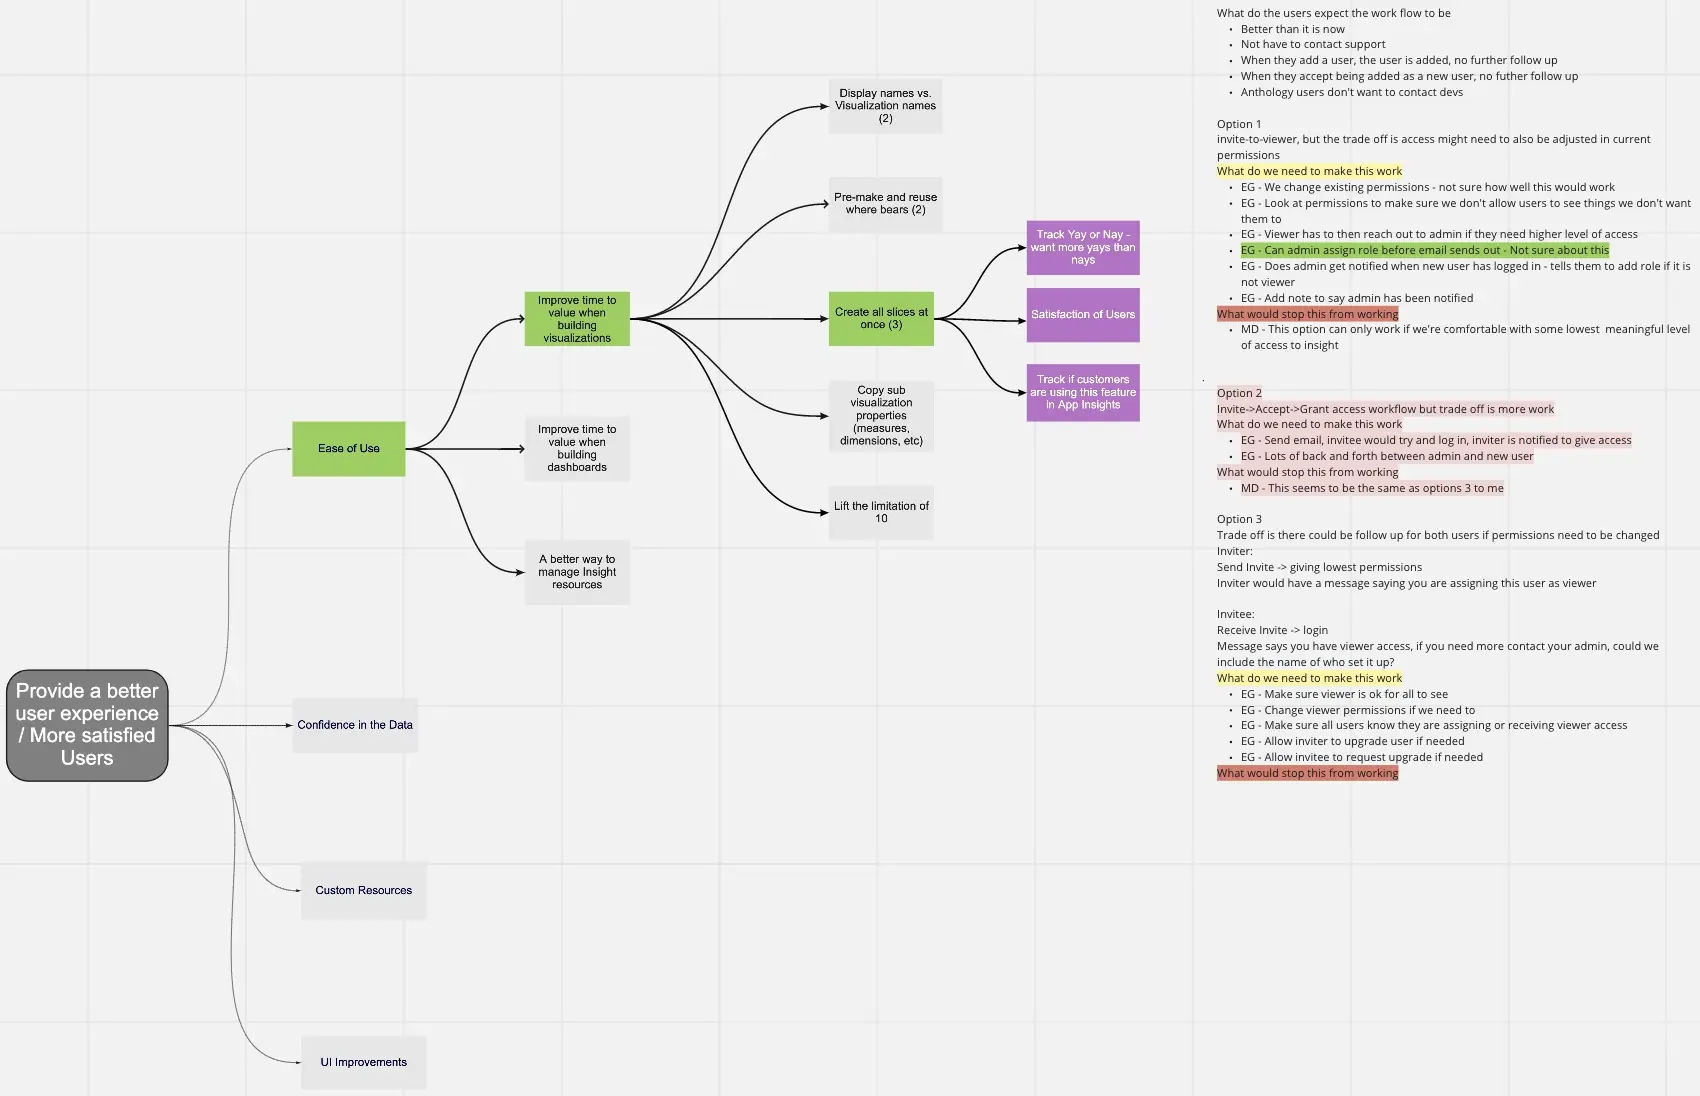 Provide a better
user experience
/ More satisfied
Users
Ease of Use
Confidence in the Data
Custom Resources
UI Improvements
Improve time to
value when
building
visualizations
Improve time to
value when
building
dashboards
A better way to
manage Insight
resources
Display names vs.
Visualization names
(2)
Pre-make and reuse
where bears (2)
Create all slices at
once (3)
Copy sub
visualization
properties
(measures,
dimensions, etc)
Lift the limitation of
10
Track Yay or Nay -
want more yays than
nays
Satisfaction of Users
Track if customers
are using this feature
in App Insights
What do the users expect the work flow to be
• Better than it is now
• Not have to contact support
• When they add a user, the user is added, no further follow up
• When they accept being added as a new user, no futher follow up
• Anthology users don't want to contact devs
Option 1
invite-to-viewer, but the trade off is access might need to also be adjusted in current
permissions
What do we need to make this work
• EG - We change existing permissions - not sure how well this would work
• EG - Look at permissions to make sure we don't allow users to see things we don't want
them to
• EG - Viewer has to then reach out to admin if they need higher level of access
• EG - Can admin assign role before email sends out - Not sure about this
• EG - Does admin get notified when new user has logged in - tells them to add role if it is
not viewer
• EG - Add note to say admin has been notified
What would stop this from working
• MD - This option can only work if we're comfortable with some lowest  meaningful level
of access to insight
Option 2
Invite->Accept->Grant access workflow but trade off is more work
What do we need to make this work
• EG - Send email, invitee would try and log in, inviter is notified to give access
• EG - Lots of back and forth between admin and new user
What would stop this from working
• MD - This seems to be the same as options 3 to me
Option 3
Trade off is there could be follow up for both users if permissions need to be changed
Inviter:
Send Invite -> giving lowest permissions
Inviter would have a message saying you are assigning this user as viewer
Invitee:
Receive Invite -> login
Message says you have viewer access, if you need more contact your admin, could we
include the name of who set it up?
What do we need to make this work
• EG - Make sure viewer is ok for all to see
• EG - Change viewer permissions if we need to
• EG - Make sure all users know they are assigning or receiving viewer access
• EG - Allow inviter to upgrade user if needed
• EG - Allow invitee to request upgrade if needed
What would stop this from working